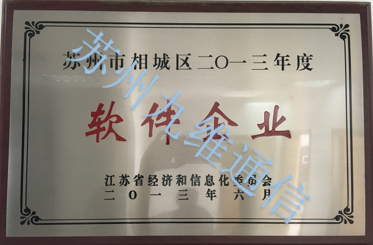 苏州市相城区二〇一三年度
软件企业
江苏省经济和信息化委员会
二〇一三年六月
苏州九维通信